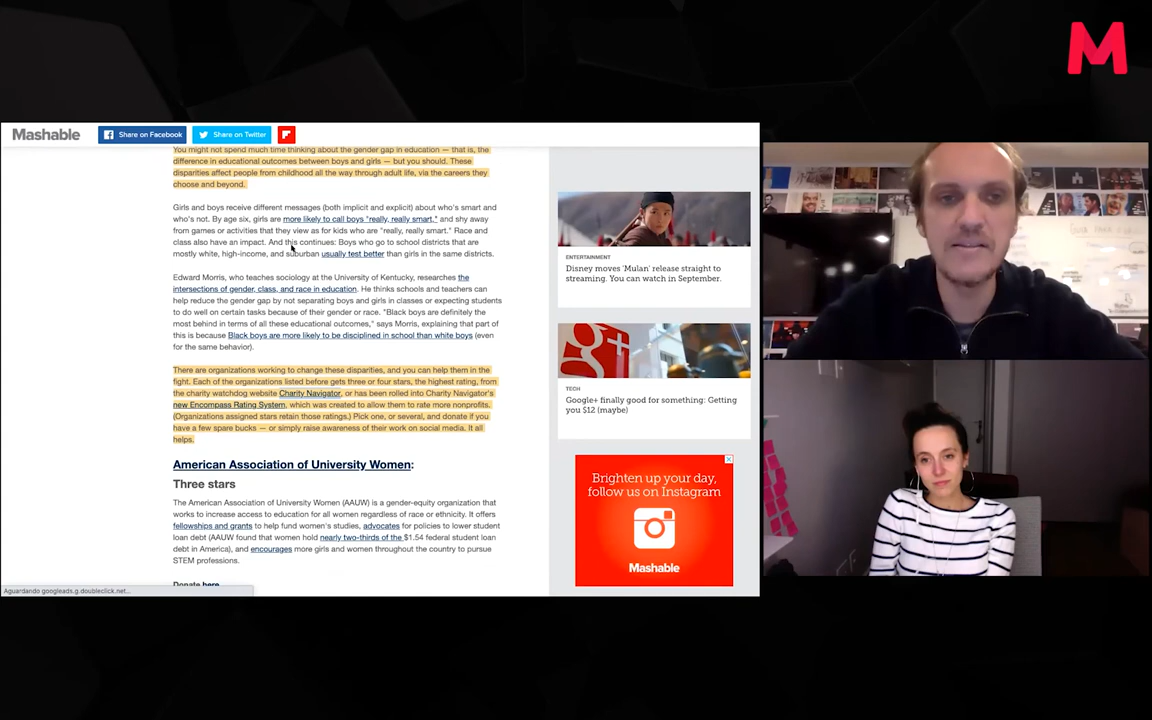 M
Mashable
Share on Facebook
Share on Twitter
You might not spend much time thinking about the gender gap in education — that is, the
difference in educational outcomes between boys and girls — but you should. These
disparities affect people from childhood all the way through adult life, via the careers they
choose and beyond.
Girls and boys receive different messages (both implicit and explicit) about who's smart and
who's not. By age six, girls are more likely to call boys "really, really smart," and shy away
from games or activities that they view as for kids who are "really, really smart." Race and
class also have an impact. And this continues: Boys who go to school districts that are
mostly white, high-income, and suburban usually test better than girls in the same districts.
Edward Morris, who teaches sociology at the University of Kentucky, researches the
intersections of gender, class, and race in education. He thinks schools and teachers can
help reduce the gender gap by not separating boys and girls in classes or expecting students
to do well on certain tasks because of their gender or race. "Black boys are definitely the
most behind in terms of all these educational outcomes," says Morris, explaining that part of
this is because Black boys are more likely to be disciplined in school than white boys (even
for the same behavior).
There are organizations working to change these disparities, and you can help them in the
fight. Each of the organizations listed before gets three or four stars, the highest rating, from
the charity watchdog website Charity Navigator, or has been rolled into Charity Navigator's
new Encompass Rating System, which was created to allow them to rate more nonprofits.
(Organizations assigned stars retain those ratings.) Pick one, or several, and donate if you
have a few spare bucks — or simply raise awareness of their work on social media. It all
helps.
American Association of University Women:
Three stars
The American Association of University Women (AAUW) is a gender-equity organization that
works to increase access to education for all women regardless of race or ethnicity. It offers
fellowships and grants to help fund women's studies, advocates for policies to lower student
loan debt (AAUW found that women hold nearly two-thirds of the $1.54 federal student loan
debt in America), and encourages more girls and women throughout the country to pursue
STEM professions.
Donate here.
Aguardando googleads.g.doubleclick.net...
ENTERTAINMENT
Disney moves 'Mulan' release straight to
streaming. You can watch in September.
TECH
Google+ finally good for something: Getting
you $12 (maybe)
Brighten up your day,
follow us on Instagram
Mashable